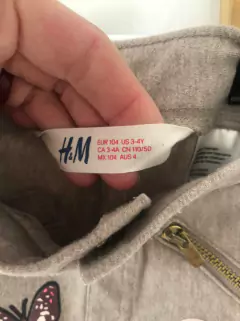 H&M
EUR 104 US 3-4Y
CA 3-4A CN 110/50
MX 104 AUS 4